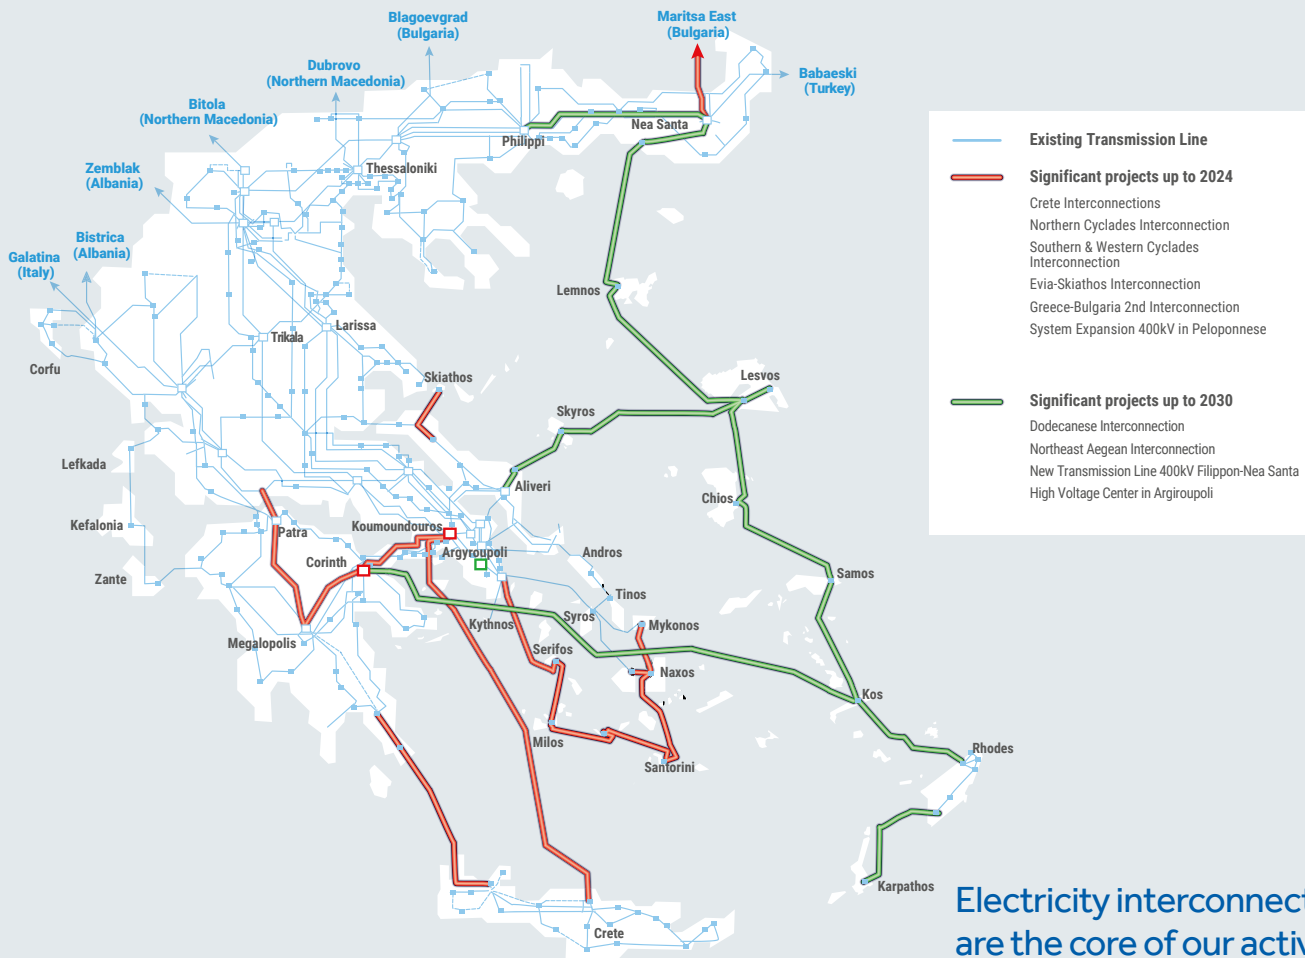 Blagoevgrad
(Bulgaria)
Maritsa East
(Bulgaria)
Dubrovo
(Northern Macedonia)
Babaeski
(Turkey)
Bitola
(Northern Macedonia)
Zemblak
(Albania)
Bistrica
(Albania)
Galatina
(Italy)
Philippi
Nea Santa
Thessaloniki
Lemnos
Larissa
Trikala
Corfu
Skiathos
Lesvos
Skyros
Lefkada
Aliveri
Chios
Kefalonia
Patra
Koumoundouros
Argyroupoli
Andros
Corinth
Zante
Samos
Tinos
Syros
Kythnos
Mykonos
Megalopolis
Serifos
Naxos
Kos
Milos
Santorini
Rhodes
Karpathos
Crete
Existing Transmission Line
Significant projects up to 2024
Crete Interconnections
Northern Cyclades Interconnection
Southern & Western Cyclades
Interconnection
Evia-Skiathos Interconnection
Greece-Bulgaria 2nd Interconnection
System Expansion 400kV in Peloponnese
Significant projects up to 2030
Dodecanese Interconnection
Northeast Aegean Interconnection
New Transmission Line 400kV Filippon-Nea Santa
High Voltage Center in Argiroupoli
Electricity interconnect
are the core of our activ